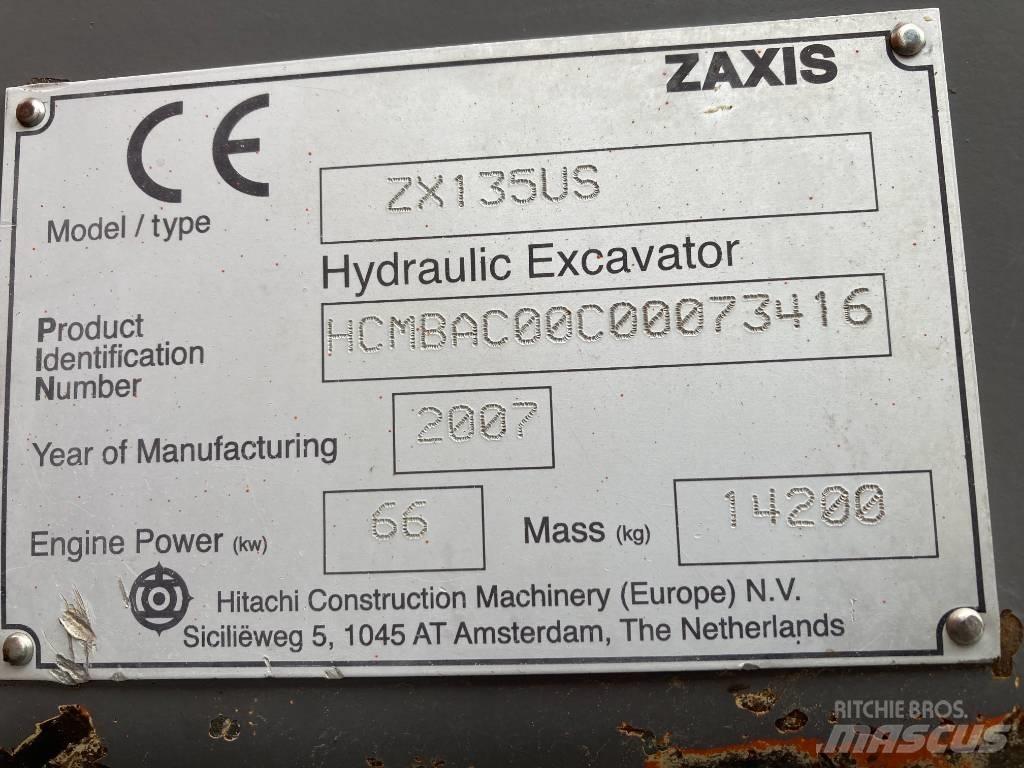 ZAXIS
CE
Model / type ZX135US
Hydraulic Excavator
Product
Identification
Number HCMBAC00C00073416
Year of Manufacturing 2007
Engine Power (kw) 66 Mass (kg) 14200
Hitachi Construction Machinery (Europe) N.V.
Siciliëweg 5, 1045 AT Amsterdam, The Netherlands
RITCHIE BROS.
MASCUS